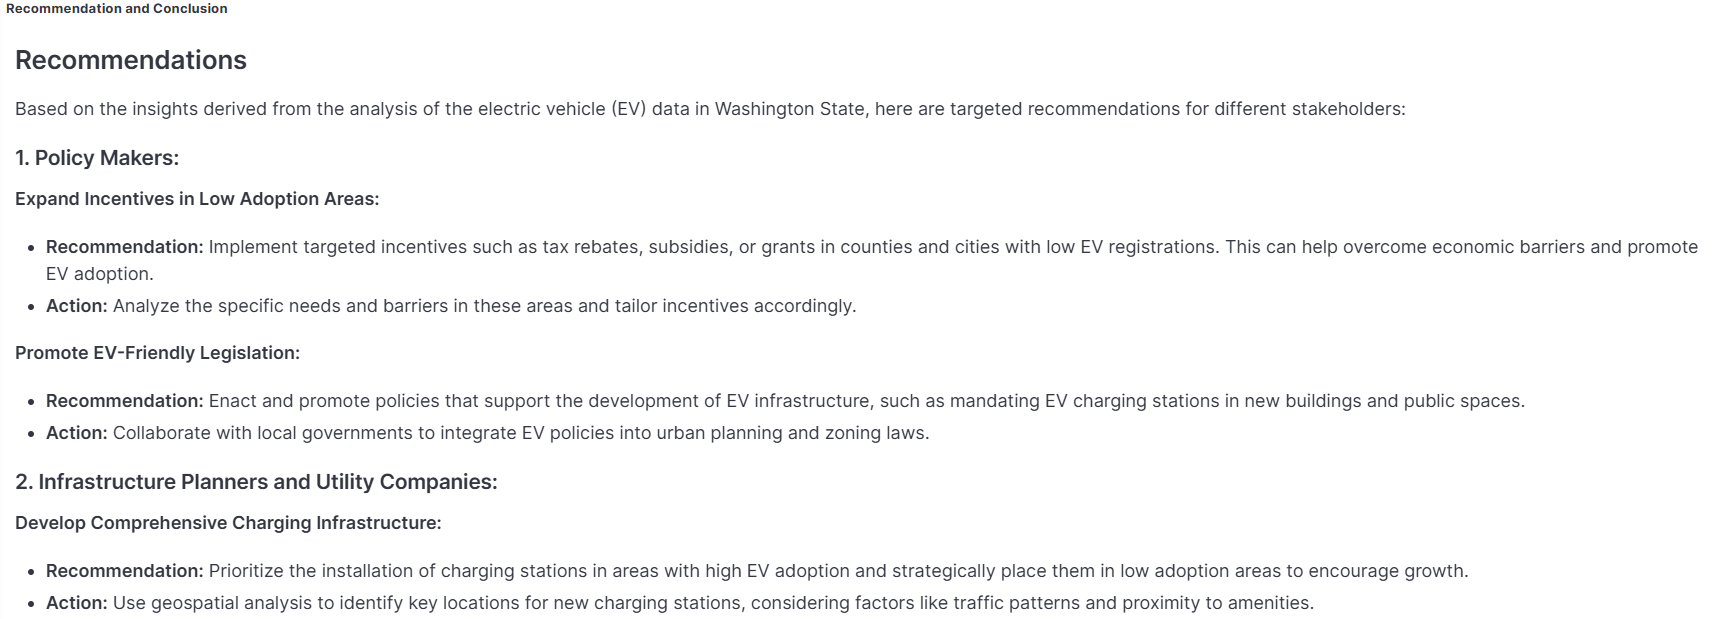 Recommendation and Conclusion
Recommendations
Based on the insights derived from the analysis of the electric vehicle (EV) data in Washington State, here are targeted recommendations for different stakeholders:
1. Policy Makers:
Expand Incentives in Low Adoption Areas:
• Recommendation: Implement targeted incentives such as tax rebates, subsidies, or grants in counties and cities with low EV registrations. This can help overcome economic barriers and promote
EV adoption.
• Action: Analyze the specific needs and barriers in these areas and tailor incentives accordingly.
Promote EV-Friendly Legislation:
• Recommendation: Enact and promote policies that support the development of EV infrastructure, such as mandating EV charging stations in new buildings and public spaces.
• Action: Collaborate with local governments to integrate EV policies into urban planning and zoning laws.
2. Infrastructure Planners and Utility Companies:
Develop Comprehensive Charging Infrastructure:
• Recommendation: Prioritize the installation of charging stations in areas with high EV adoption and strategically place them in low adoption areas to encourage growth.
• Action: Use geospatial analysis to identify key locations for new charging stations, considering factors like traffic patterns and proximity to amenities.